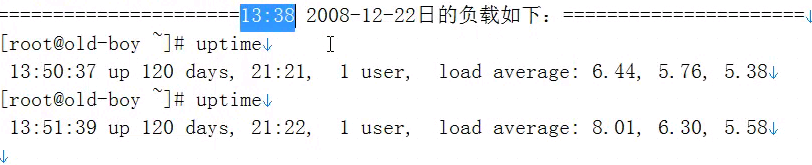 =====================13:38 2008-12-22日的负载如下：=====================↓
[root@old-boy ~]# uptime↓
 13:50:37 up 120 days, 21:21,  1 user,  load average: 6.44, 5.76, 5.38↓
[root@old-boy ~]# uptime↓
 13:51:39 up 120 days, 21:22,  1 user,  load average: 8.01, 6.30, 5.58↓
↓